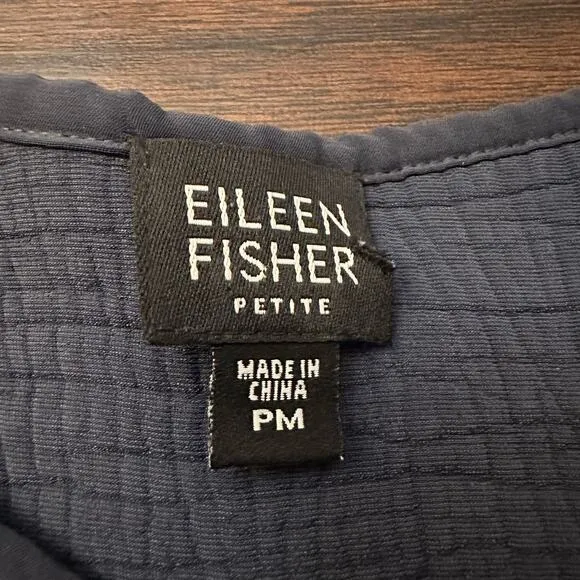 EILEEN
FISHER
PETITE
MADE IN
CHINA
PM